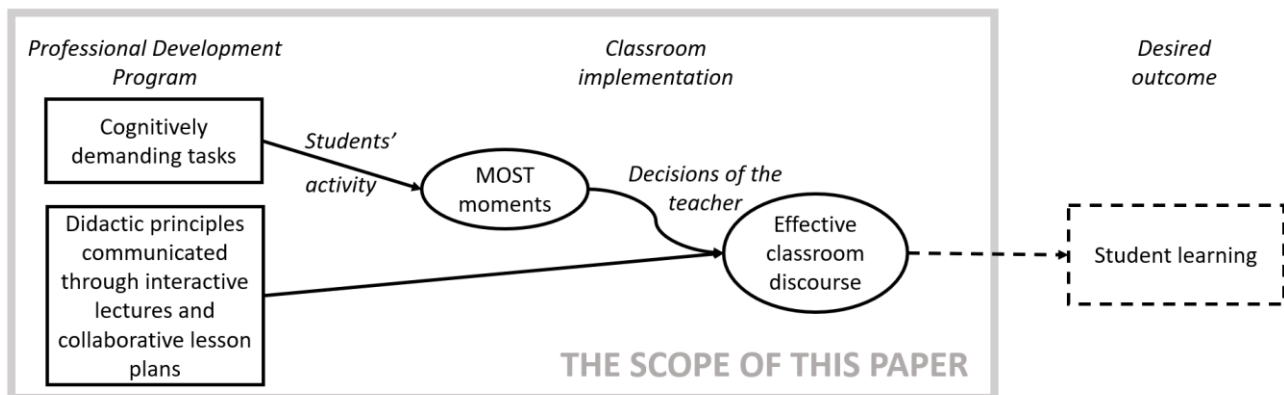 Professional Development
Program
Classroom
implementation
Desired
outcome
Cognitively
demanding tasks
Students’
activity
MOST
moments
Decisions of the
teacher
Didactic principles
communicated
through interactive
lectures and
collaborative lesson
plans
Effective
classroom
discourse
Student learning
THE SCOPE OF THIS PAPER